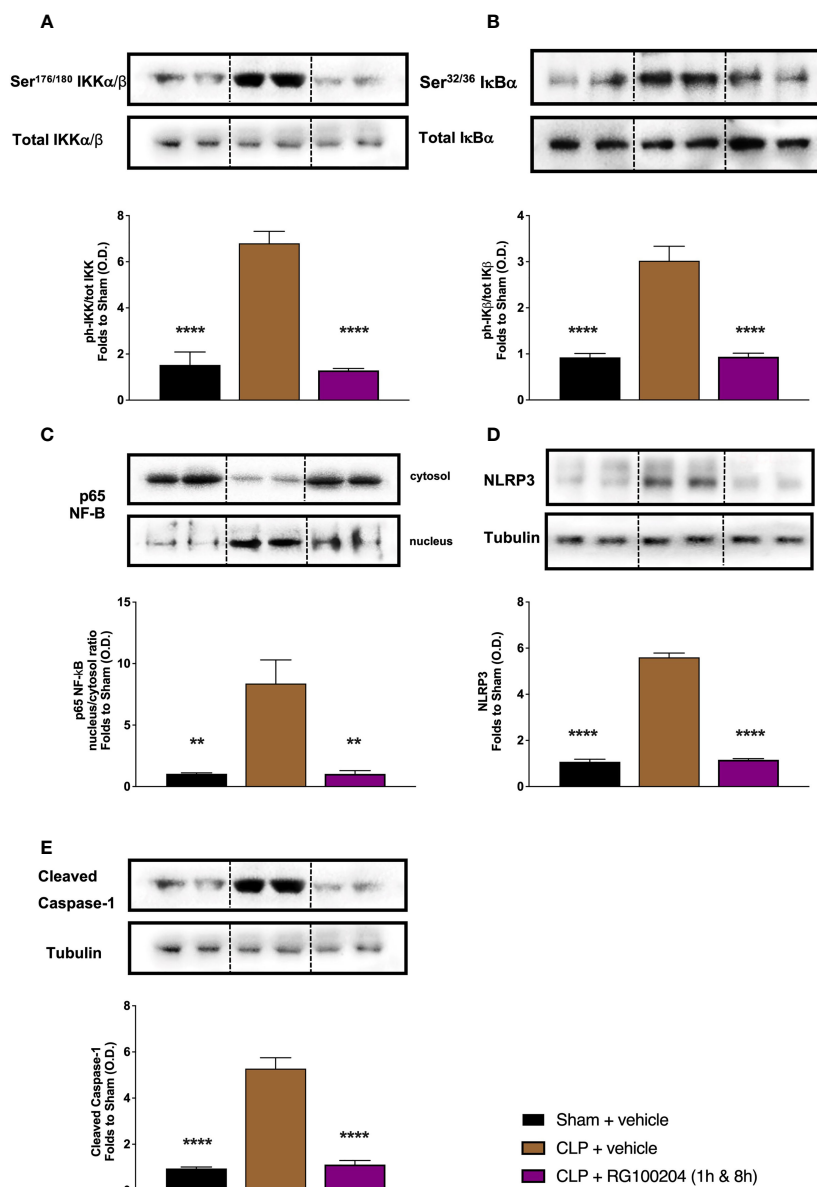 A
Ser176/180 IKKα/β
Total IKKα/β
ph-IKK/tot IKK
Folds to Sham (O.D.)
8
6
4
2
0
****
****
B
Ser32/36 IκBα
Total IκBα
ph-IKβ/tot IKβ
Folds to Sham (O.D.)
4
3
2
1
0
****
****
C
p65
NF-B
cytosol
nucleus
p65 NF-kB
nucleus/cytosol ratio
Folds to Sham (O.D.)
15
10
5
0
**
**
D
NLRP3
Tubulin
NLRP3
Folds to Sham (O.D.)
8
6
4
2
0
****
****
E
Cleaved
Caspase-1
Tubulin
Cleaved Caspase-1
Folds to Sham (O.D.)
8
6
4
2
****
****
Sham + vehicle
CLP + vehicle
CLP + RG100204 (1h & 8h)